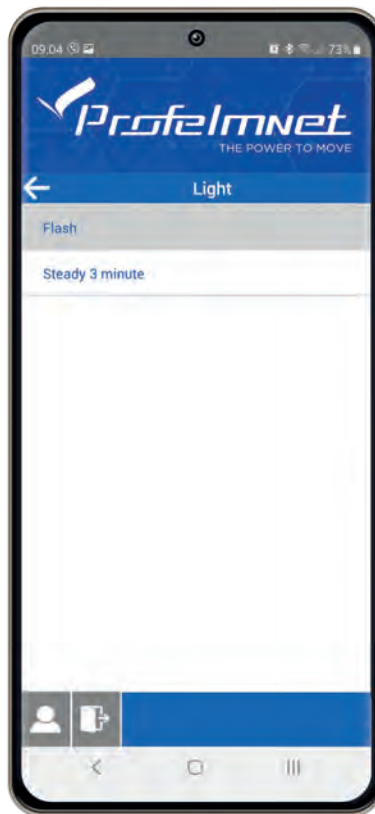 09:04 73%
Profelmnet
THE POWER TO MOVE
Light
Flash
Steady 3 minute